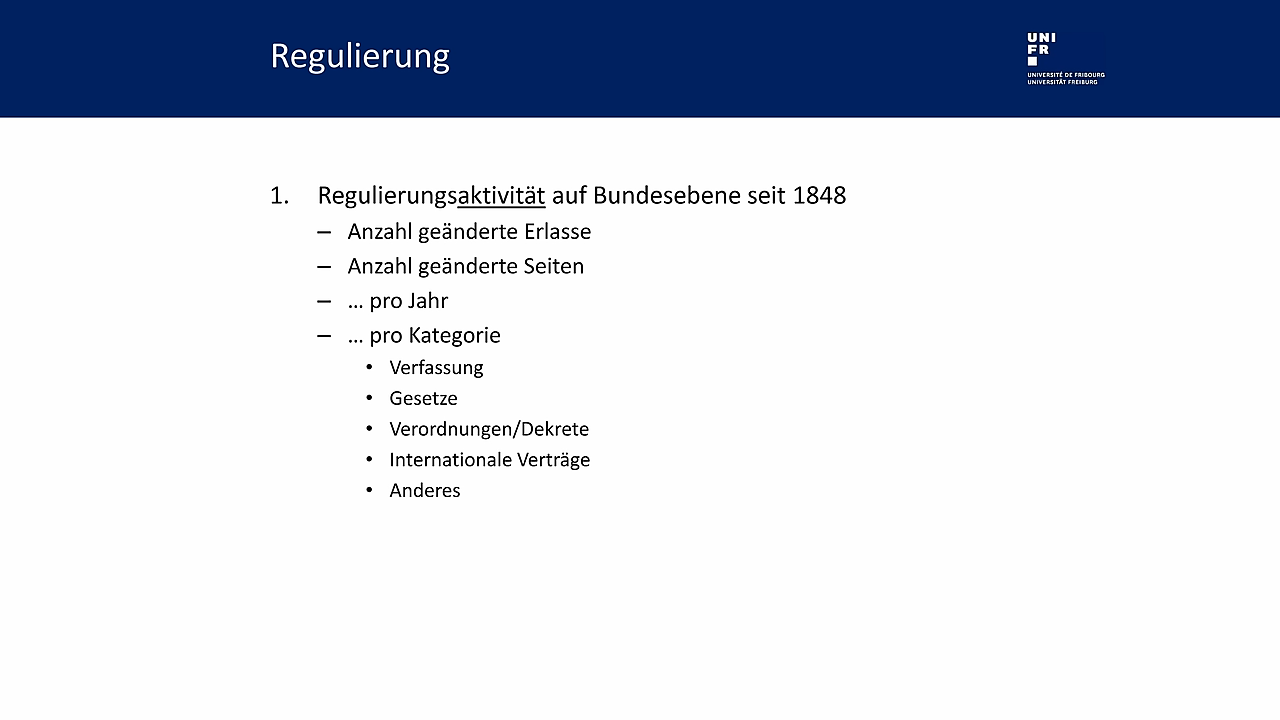 Regulierung
UNI
FR
UNIVERSITÉ DE FRIBOURG
UNIVERSITÄT FREIBURG
1. Regulierungsaktivität auf Bundesebene seit 1848
– Anzahl geänderte Erlasse
– Anzahl geänderte Seiten
– … pro Jahr
– … pro Kategorie
• Verfassung
• Gesetze
• Verordnungen/Dekrete
• Internationale Verträge
• Anderes